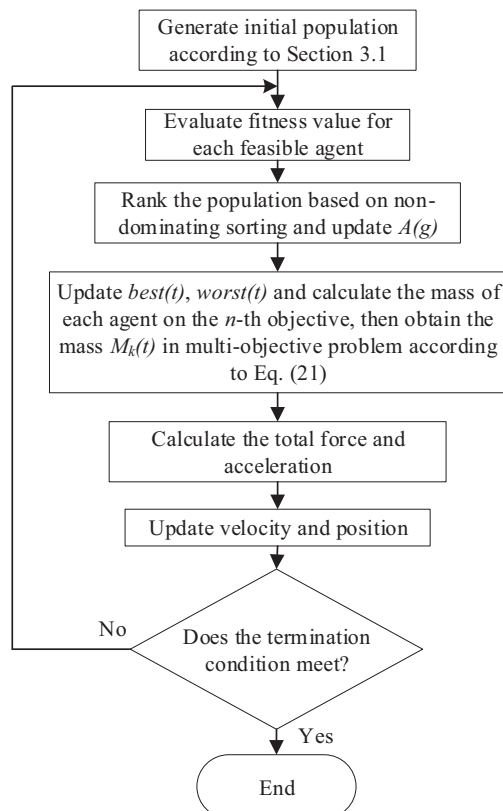 Generate initial population
according to Section 3.1
Evaluate fitness value for
each feasible agent
Rank the population based on non-
dominating sorting and update A(g)
Update best(t), worst(t) and calculate the mass of
each agent on the n-th objective, then obtain the
mass Mk(t) in multi-objective problem according
to Eq. (21)
Calculate the total force and
acceleration
Update velocity and position
No
Does the termination
condition meet?
Yes
End